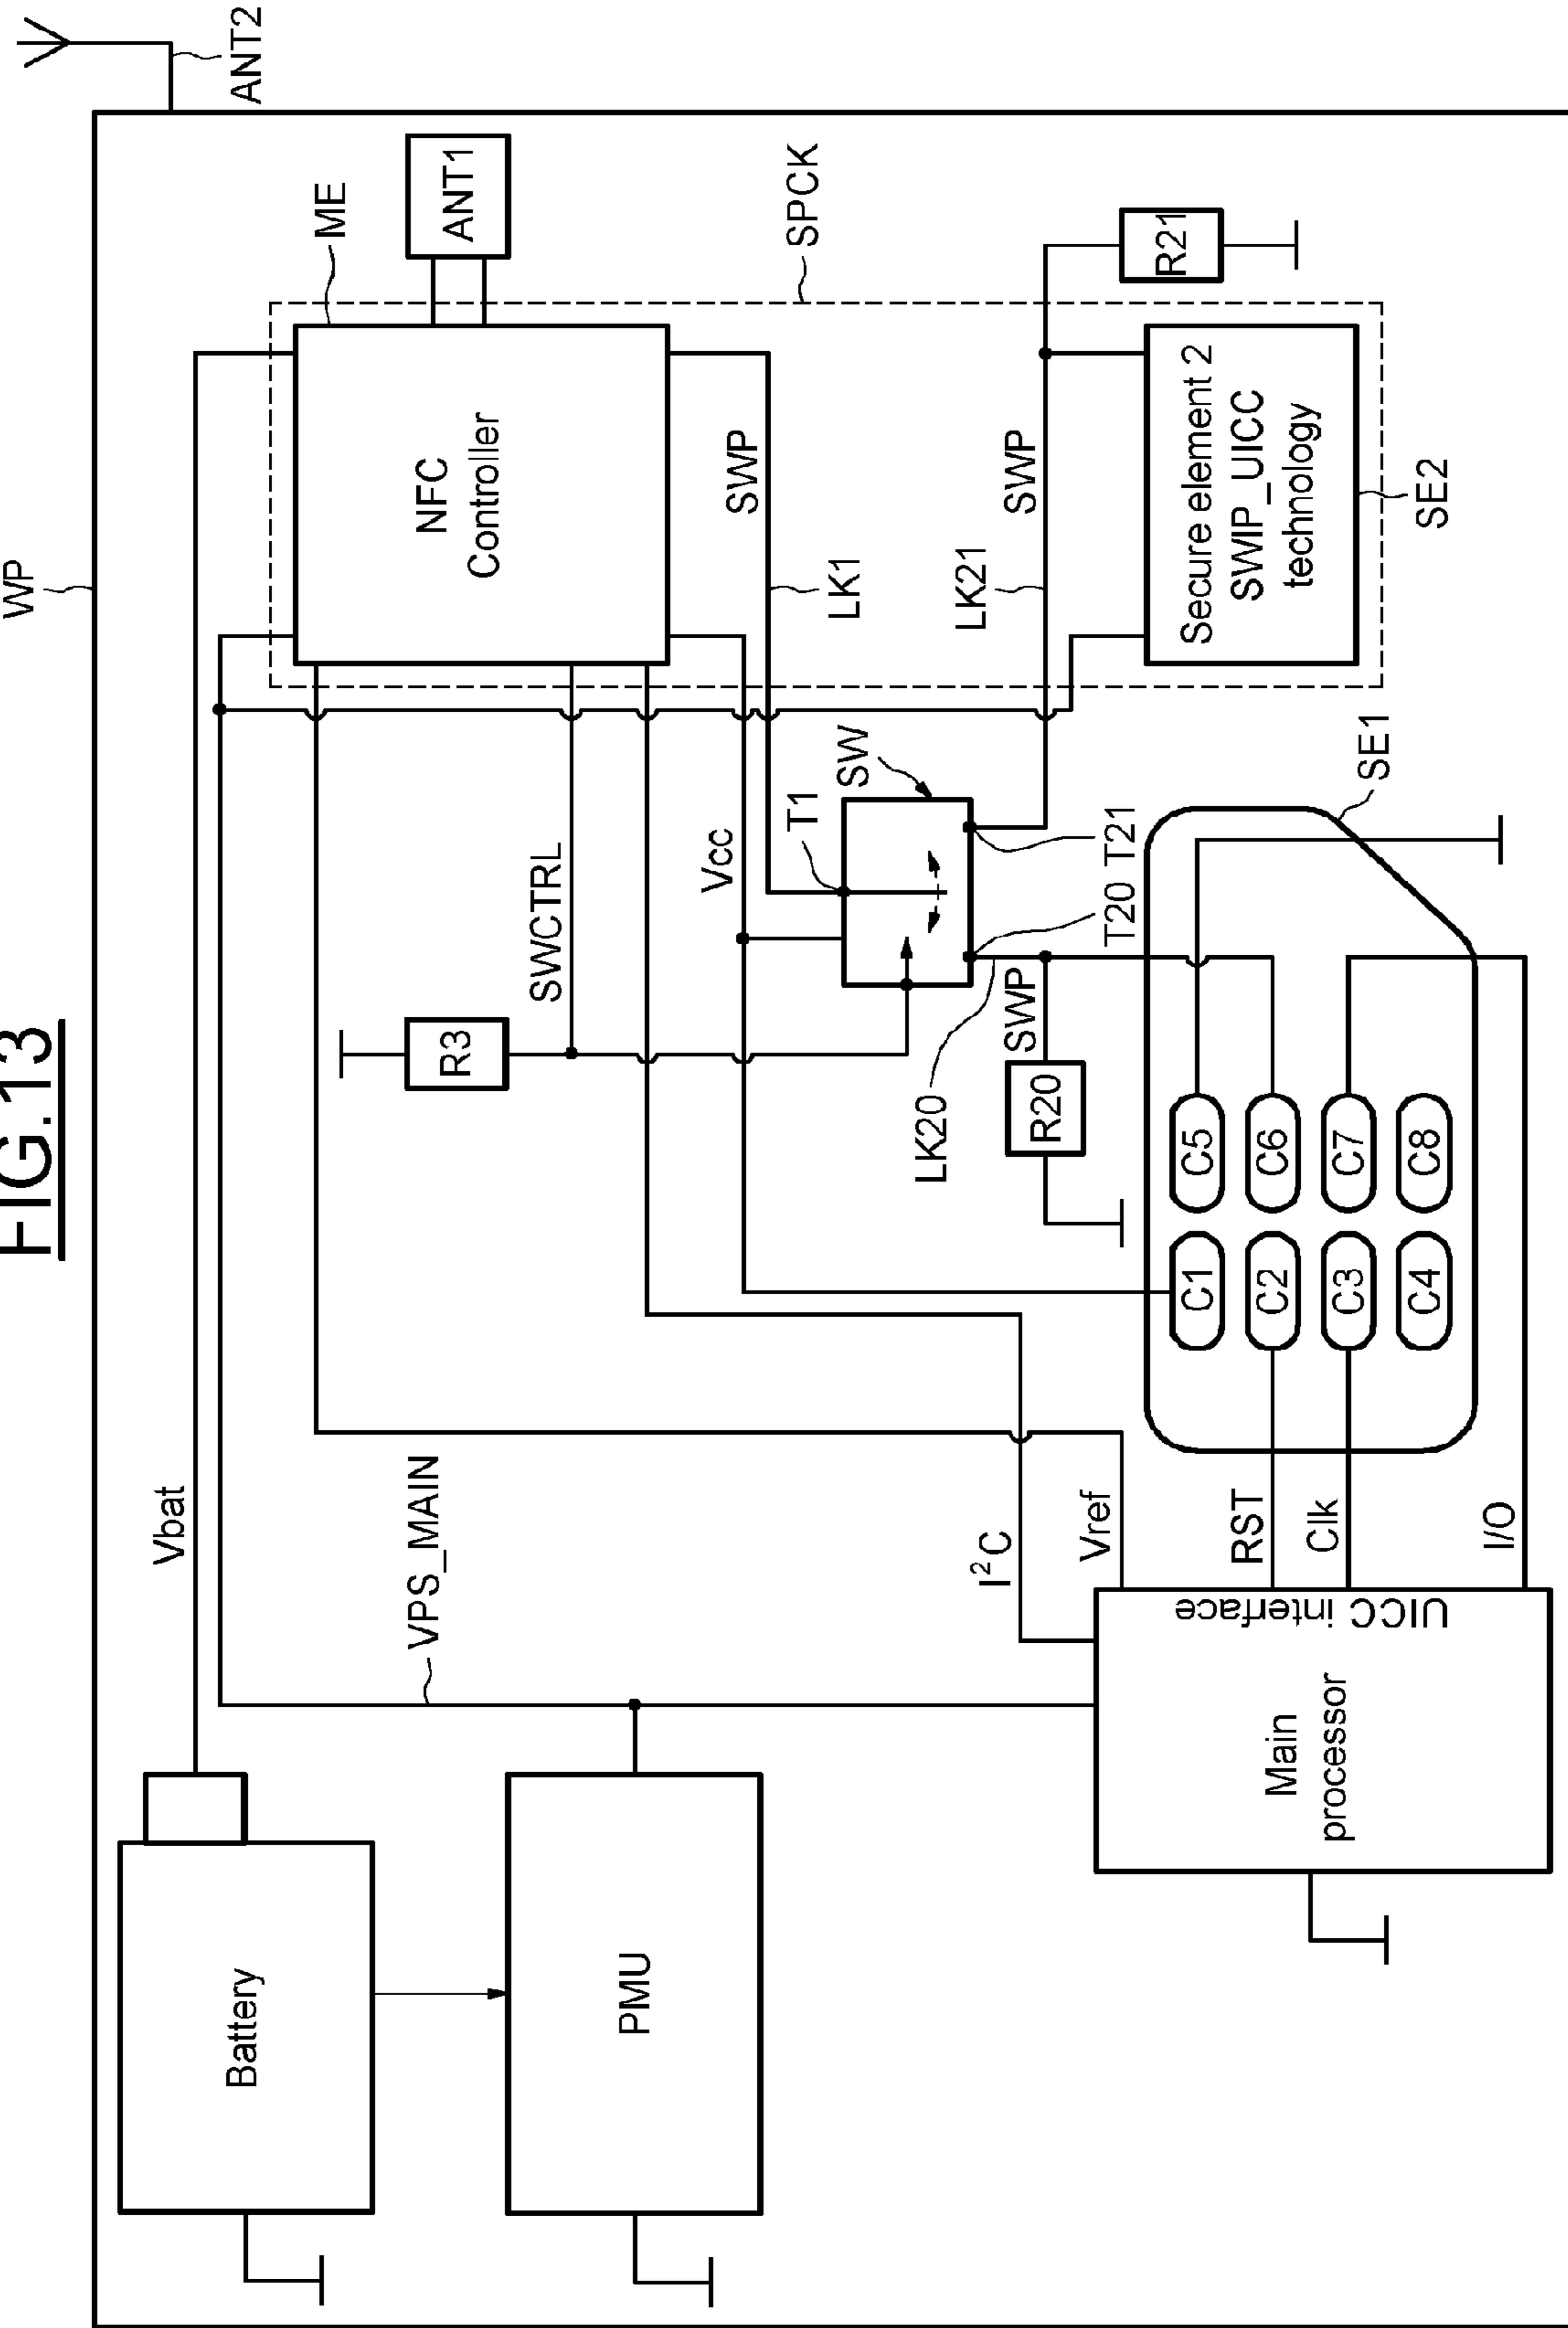 FIG.13
WP
ANT2
Battery
Vbat
ME
ANT1
NFC
Controller
SPCK
VPS_MAIN
PMU
R3
SWCTRL
Vcc
SWP
LK1
T1
SW
I²C
Vref
LK20
SWP
R20
T20
T21
LK21
SWP
R21
Main
processor
UICC interface
RST
Clk
I/O
C1
C5
C2
C6
C3
C7
C4
C8
SE1
Secure element 2
SWIP_UICC
technology
SE2